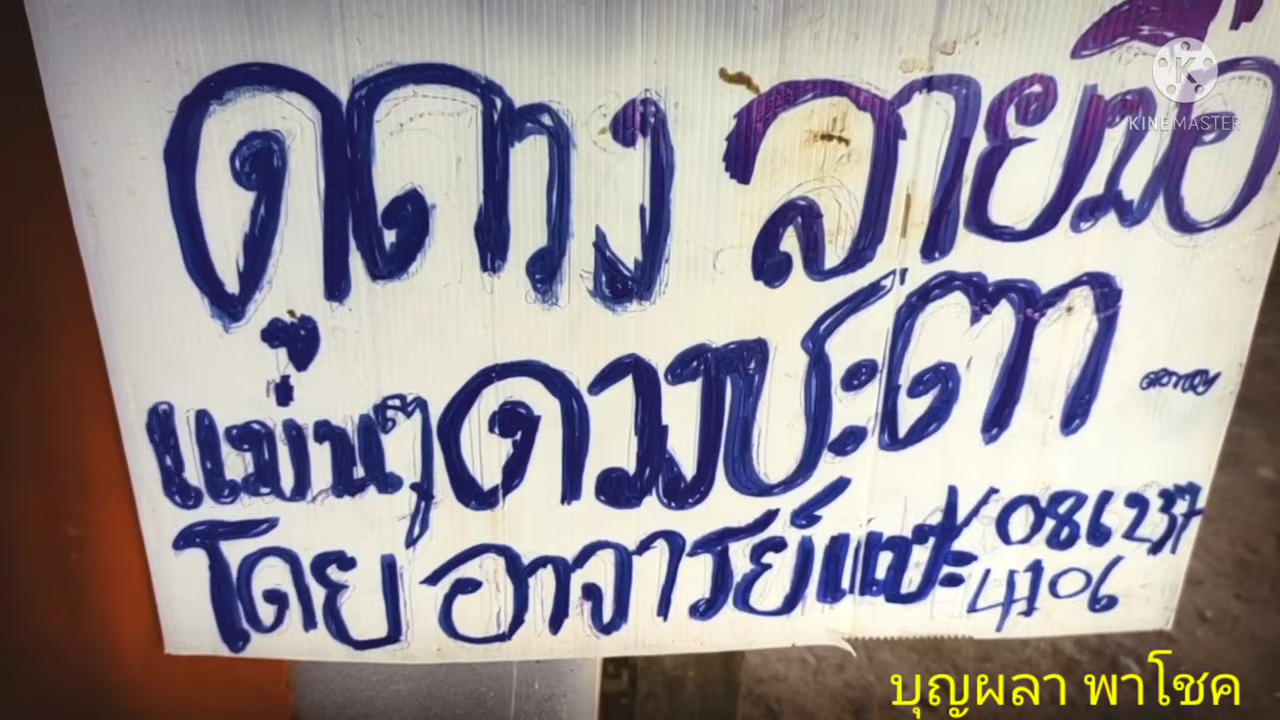 ดูดวง ลายมือ
KINEMASTER
แม่นๆ ดวงชะตา
โดย อาจารย์แซะ 086237
4106
บุญผลา พาโชค